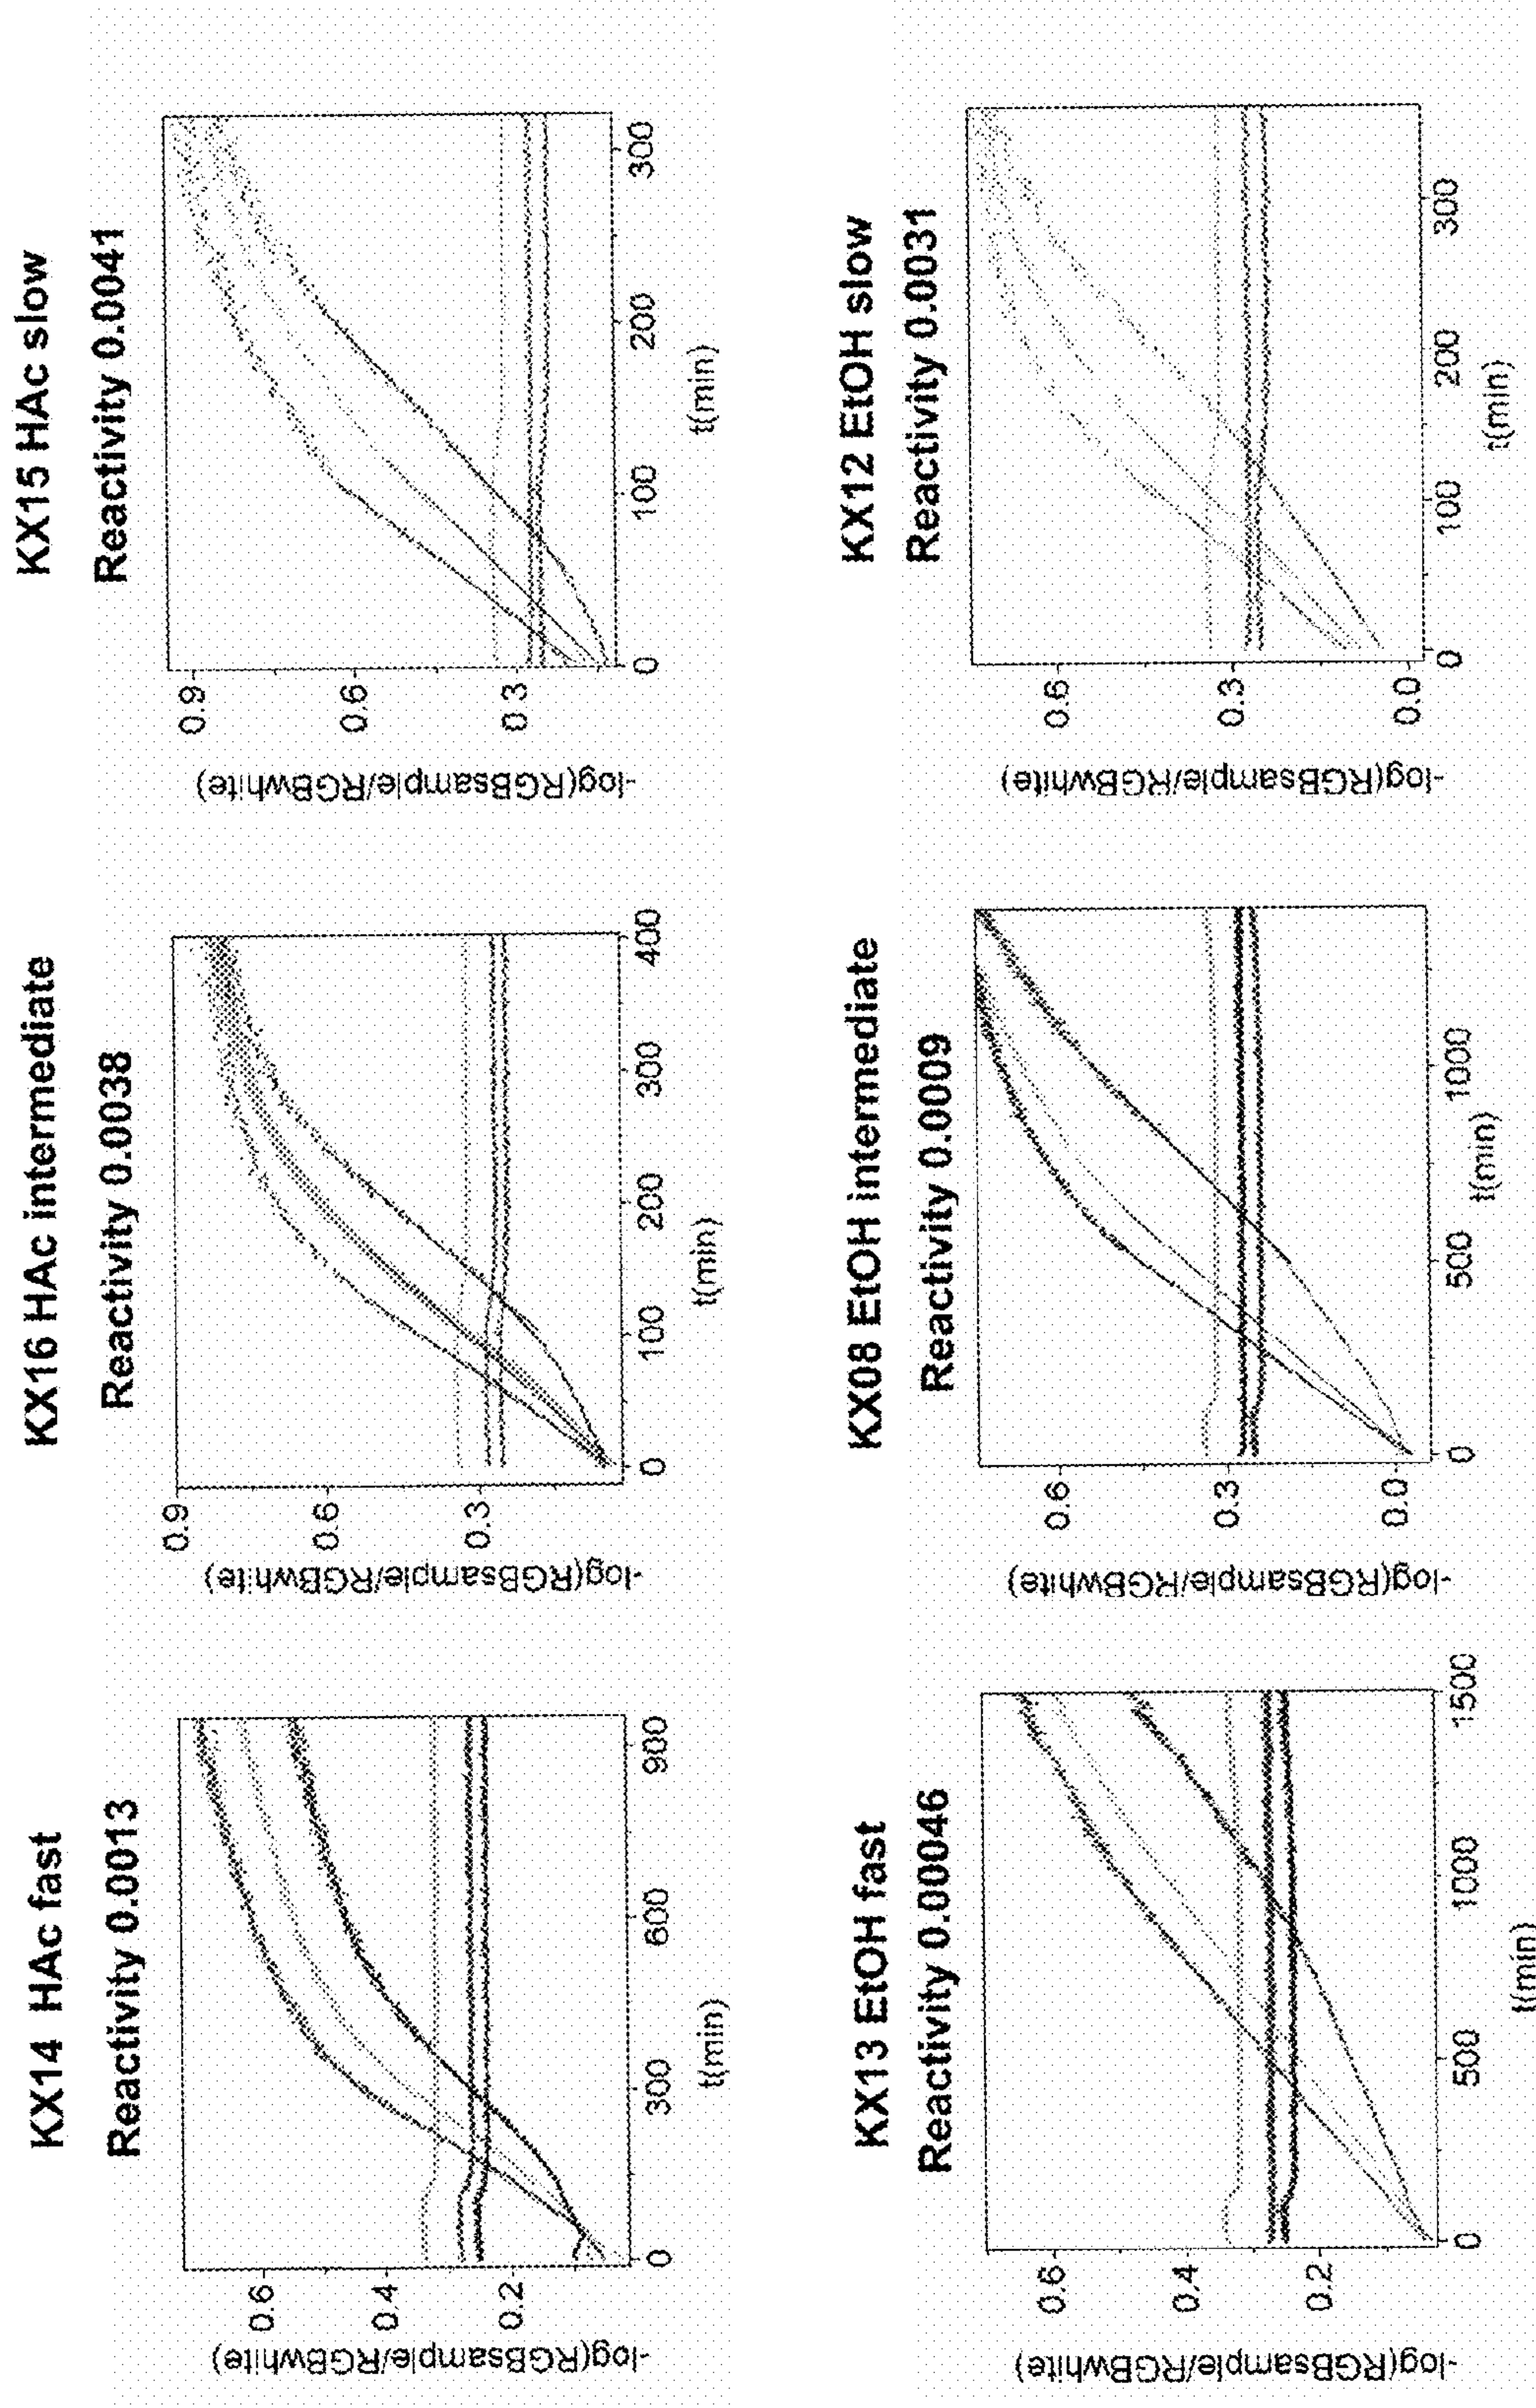 KX14 HAc fast
Reactivity 0.0013
-log(RGBsample/RGBwhite)
0.6
0.4
0.2
0
300
600
900
t(min)
KX16 HAc intermediate
Reactivity 0.0038
-log(RGBsample/RGBwhite)
0.9
0.6
0.3
0
100
200
300
400
t(min)
KX15 HAc slow
Reactivity 0.0041
-log(RGBsample/RGBwhite)
0.9
0.6
0.3
0
100
200
300
t(min)
KX13 EtOH fast
Reactivity 0.00046
-log(RGBsample/RGBwhite)
0.6
0.4
0.2
0
500
1000
1500
t(min)
KX08 EtOH intermediate
Reactivity 0.0009
-log(RGBsample/RGBwhite)
0.6
0.3
0.0
0
500
1000
t(min)
KX12 EtOH slow
Reactivity 0.0031
-log(RGBsample/RGBwhite)
0.6
0.3
0.0
0
100
200
300
t(min)